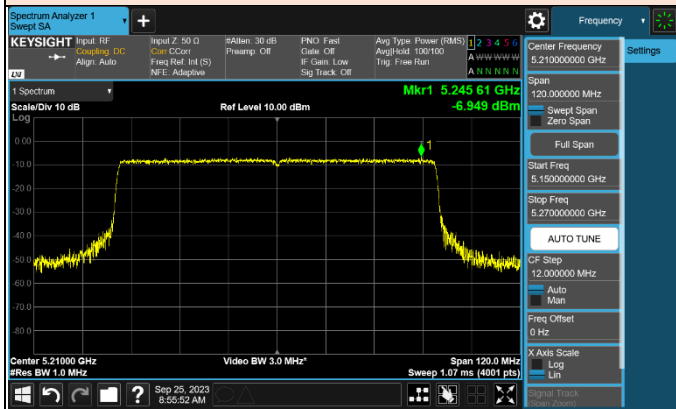 Spectrum Analyzer 1
Swept SA
Frequency
KEYSIGHT
Input: RF
Coupling: DC
Align: Auto
Input Z: 50 Ω
Corr CCorr
Freq Ref: Int (S)
NFE: Adaptive
#Atten: 30 dB
Preamp: Off
PNO: Fast
Gate: Off
IF Gain: Low
Sig Track: Off
Avg Type: Power (RMS)
Avg|Hold: 100/100
Trig: Free Run
1 2 3 4 5 6
A W W W W W
A N N N N N
LXI
1 Spectrum
Scale/Div 10 dB
Log
Ref Level 10.00 dBm
Mkr1 5.245 61 GHz
-6.949 dBm
1
0.00
-10.0
-20.0
-30.0
-40.0
-50.0
-60.0
-70.0
-80.0
Center 5.21000 GHz
#Res BW 1.0 MHz
Video BW 3.0 MHz*
Span 120.0 MHz
Sweep 1.07 ms (4001 pts)
Center Frequency
5.210000000 GHz
Settings
Span
120.000000 MHz
Swept Span
Zero Span
Full Span
Start Freq
5.150000000 GHz
Stop Freq
5.270000000 GHz
AUTO TUNE
CF Step
12.000000 MHz
Auto
Man
Freq Offset
0 Hz
X Axis Scale
Log
Lin
Signal Track
(Span Zoom)
?
Sep 25, 2023
8:55:52 AM